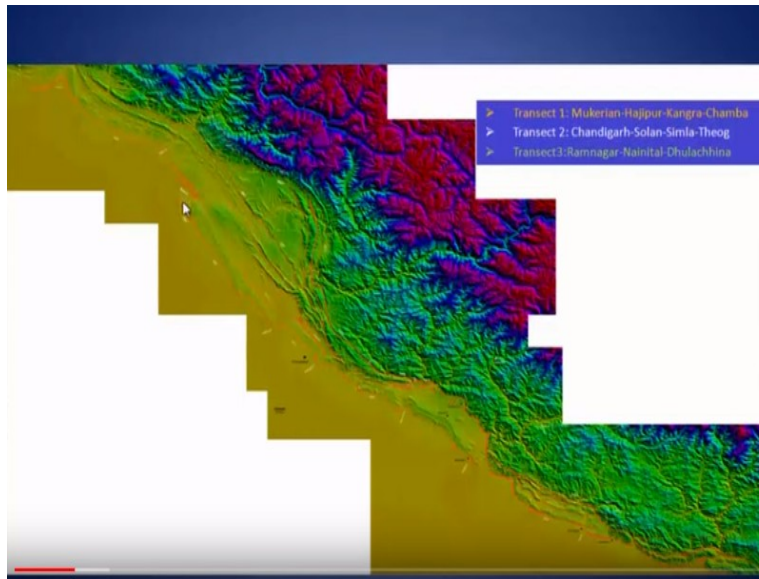 Transect 1: Mukerian-Hajipur-Kangra-Chamba
Transect 2: Chandigarh-Solan-Simla-Theog
Transect3:Ramnagar-Nainital-Dhulachhina